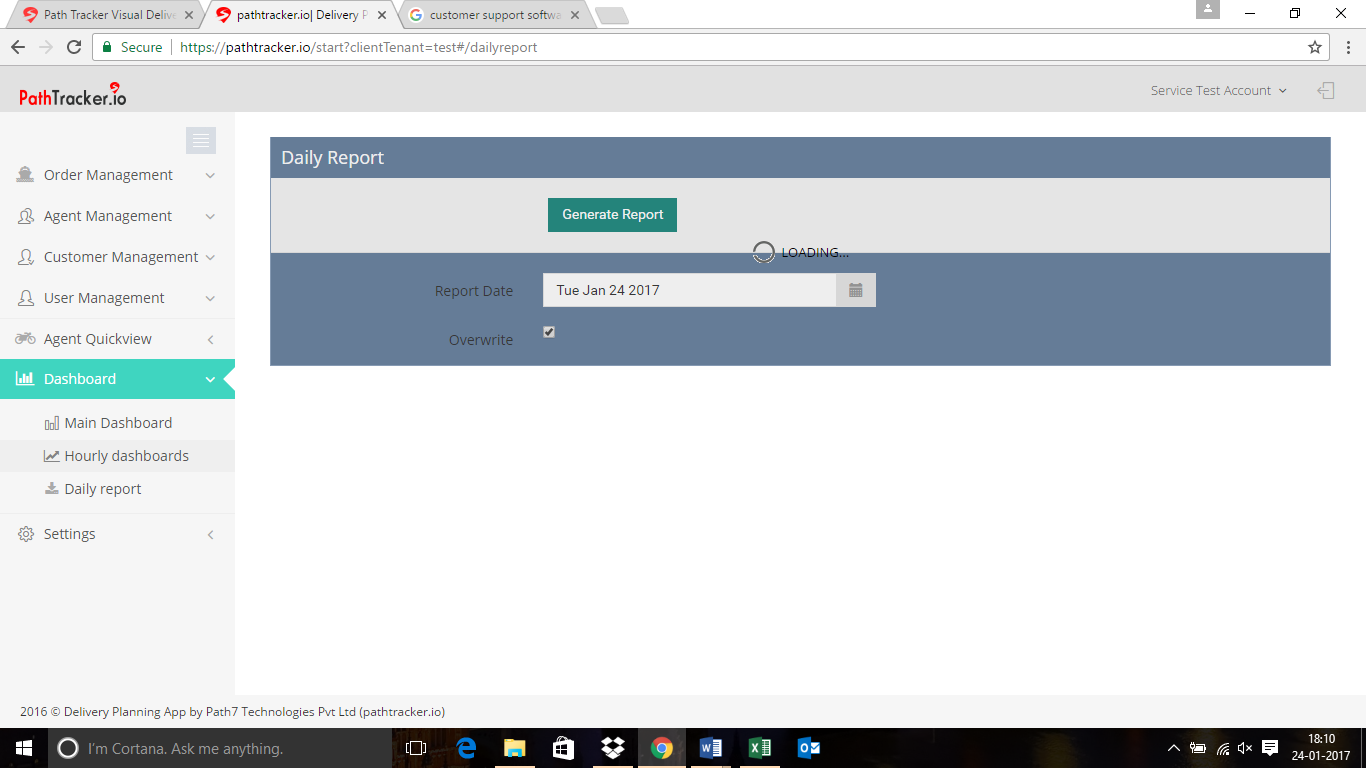 Path Tracker Visual Delive
pathtracker.io| Delivery P
customer support softwa
Secure
https://pathtracker.io/start?clientTenant=test#/dailyreport
PathTracker.io
Service Test Account
Order Management
Agent Management
Customer Management
User Management
Agent Quickview
Dashboard
Main Dashboard
Hourly dashboards
Daily report
Settings
Daily Report
Generate Report
LOADING...
Report Date
Tue Jan 24 2017
Overwrite
2016 © Delivery Planning App by Path7 Technologies Pvt Ltd (pathtracker.io)
I'm Cortana. Ask me anything.
18:10
24-01-2017